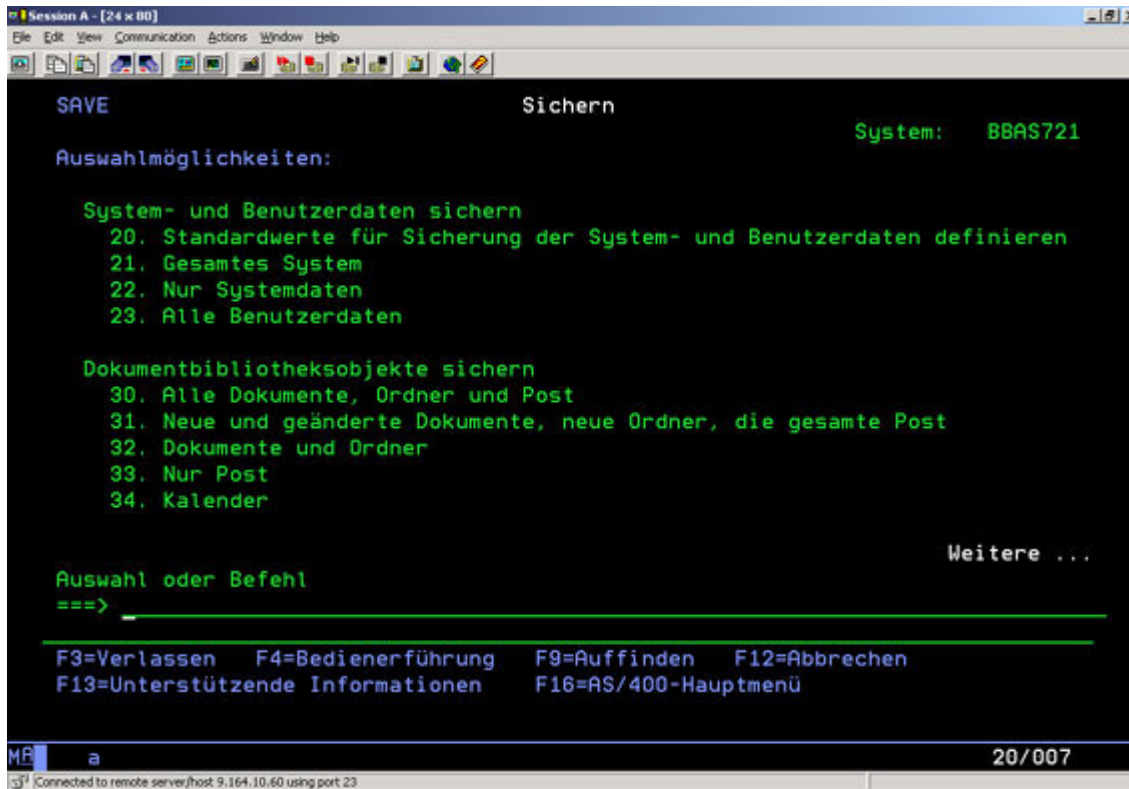 Session A - [24 x 80]
File Edit View Communication Actions Window Help
SAVE Sichern
System: BBAS721
Auswahlmöglichkeiten:
System- und Benutzerdaten sichern
20. Standardwerte für Sicherung der System- und Benutzerdaten definieren
21. Gesamtes System
22. Nur Systemdaten
23. Alle Benutzerdaten
Dokumentbibliotheksobjekte sichern
30. Alle Dokumente, Ordner und Post
31. Neue und geänderte Dokumente, neue Ordner, die gesamte Post
32. Dokumente und Ordner
33. Nur Post
34. Kalender
Weitere ...
Auswahl oder Befehl
===>
F3=Verlassen F4=Bedienerführung F9=Auffinden F12=Abbrechen
F13=Unterstützende Informationen F16=AS/400-Hauptmenü
MA a 20/007
Connected to remote server/host 9.164.10.60 using port 23